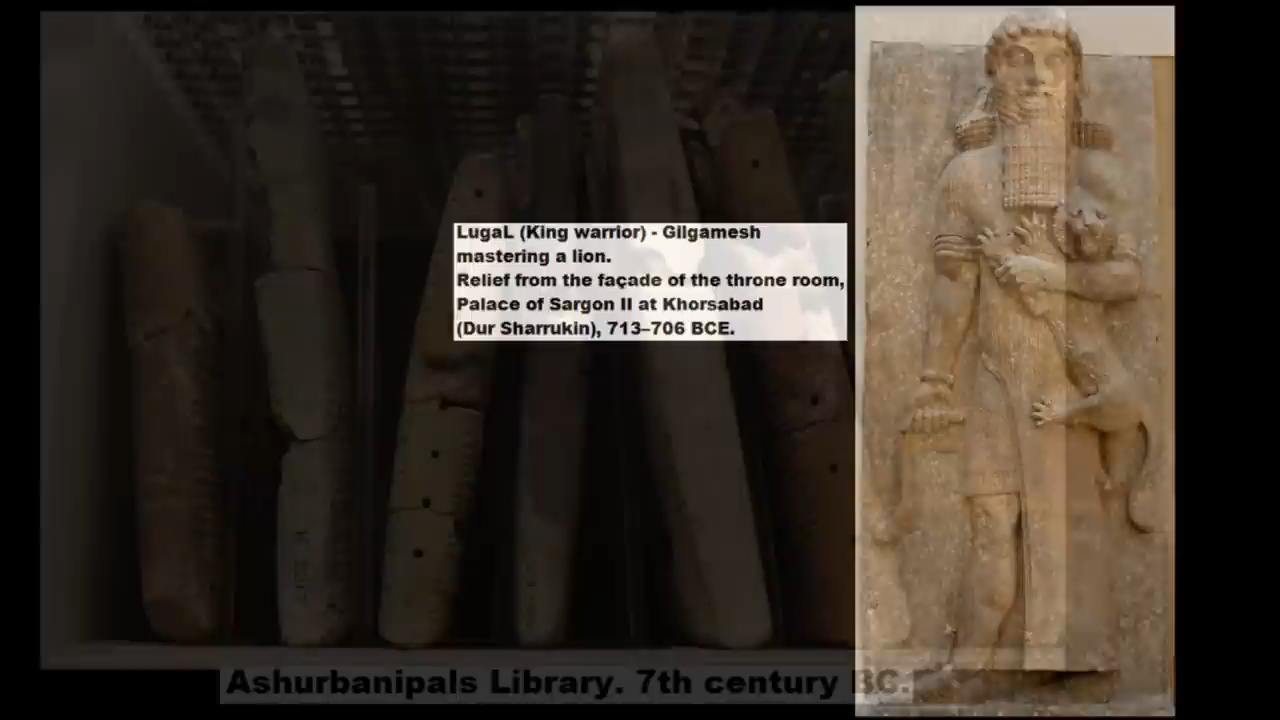 LugaL (King warrior) - Gilgamesh
mastering a lion.
Relief from the façade of the throne room,
Palace of Sargon II at Khorsabad
(Dur Sharrukin), 713–706 BCE.
Ashurbanipals Library. 7th century BC.